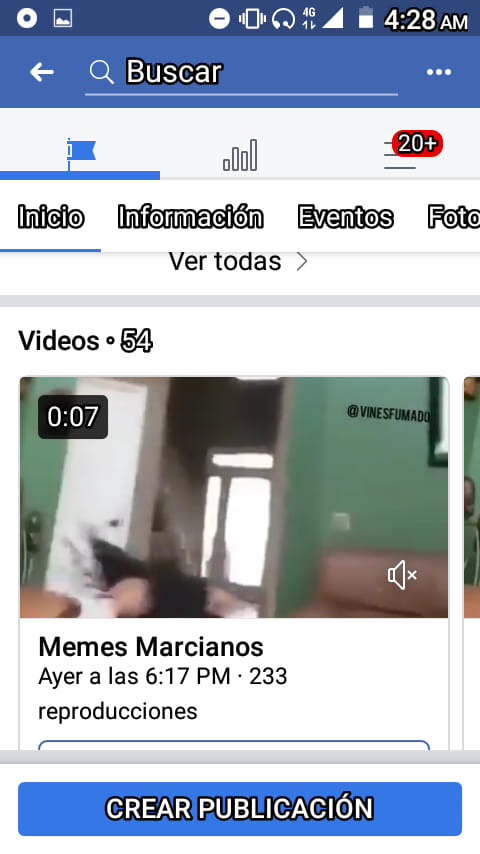 4G
4:28 AM
Buscar
20+
Inicio Información Eventos Foto
Ver todas
Videos • 54
0:07
@VINESFUMADO
Memes Marcianos
Ayer a las 6:17 PM · 233
reproducciones
CREAR PUBLICACIÓN